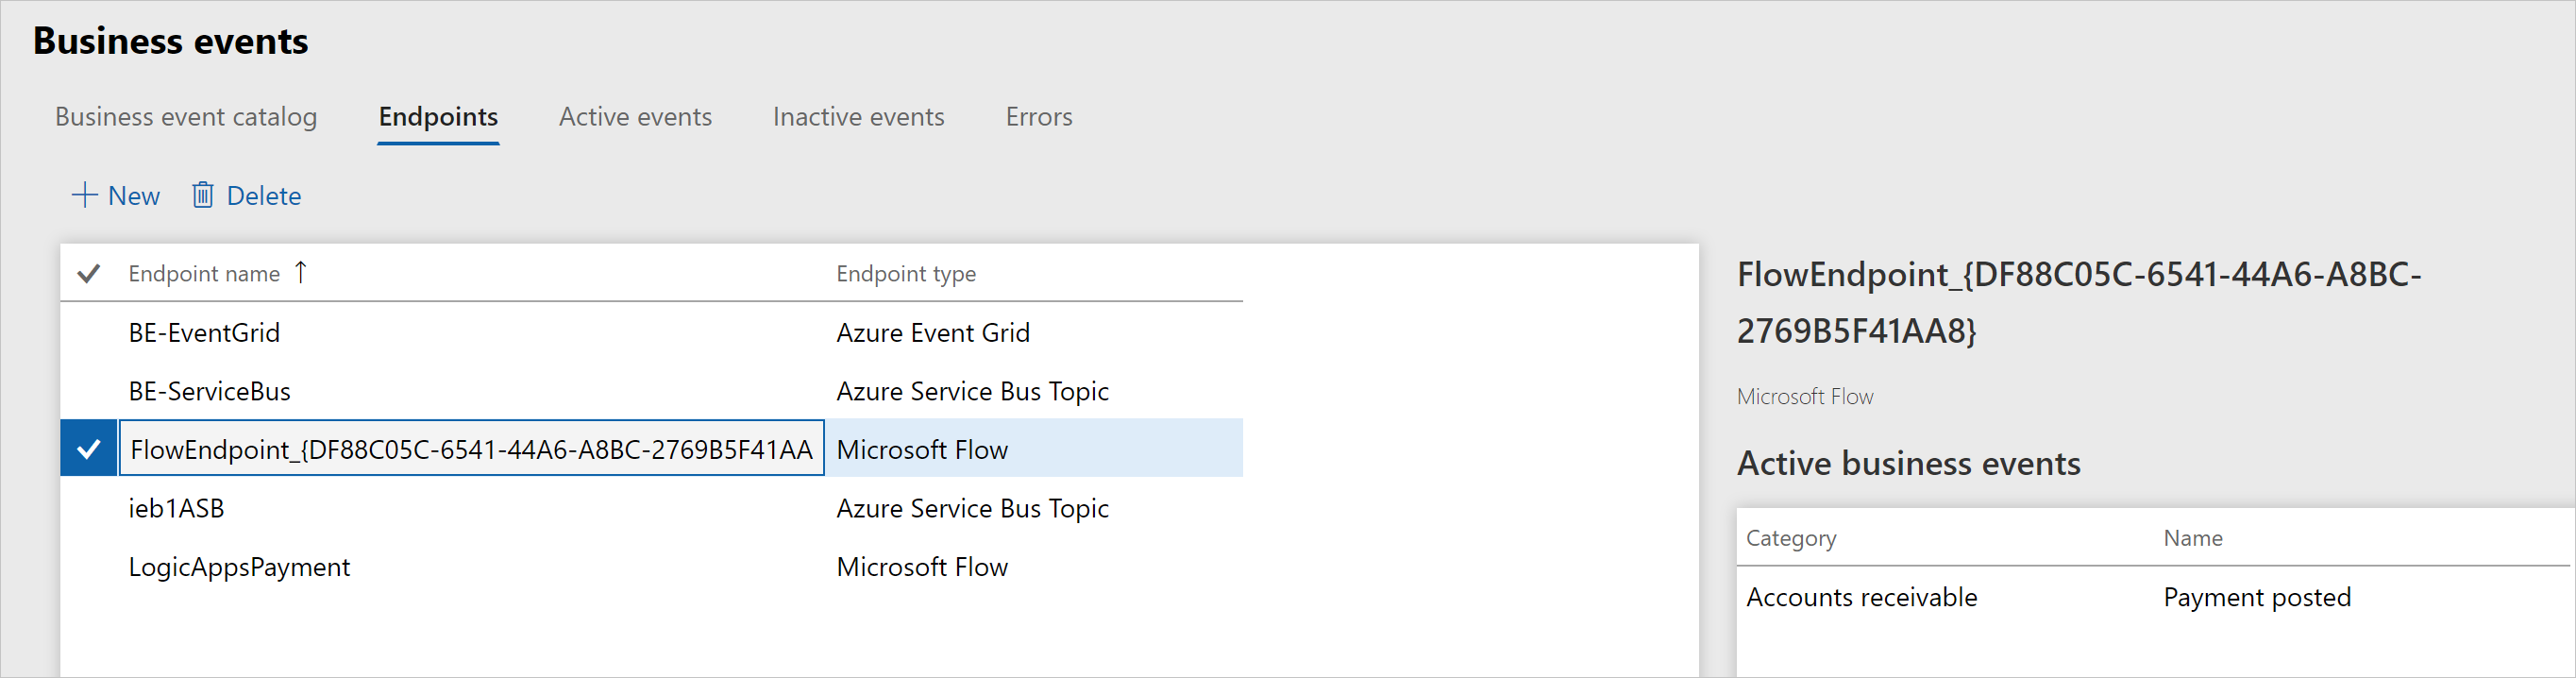 Business events
Business event catalog Endpoints Active events Inactive events Errors
New Delete
Endpoint name ↑ Endpoint type
BE-EventGrid Azure Event Grid
BE-ServiceBus Azure Service Bus Topic
FlowEndpoint_{DF88C05C-6541-44A6-A8BC-2769B5F41AA Microsoft Flow
ieb1ASB Azure Service Bus Topic
LogicAppsPayment Microsoft Flow
FlowEndpoint_{DF88C05C-6541-44A6-A8BC-
2769B5F41AA8}
Microsoft Flow
Active business events
Category Name
Accounts receivable Payment posted